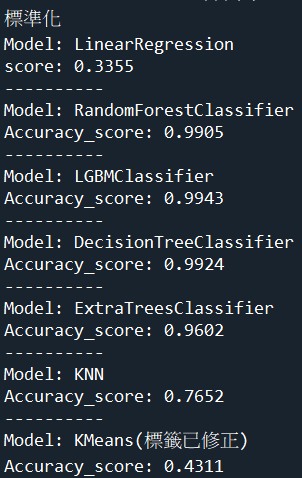 標準化
Model: LinearRegression
score: 0.3355
----------
Model: RandomForestClassifier
Accuracy_score: 0.9905
----------
Model: LGBMClassifier
Accuracy_score: 0.9943
----------
Model: DecisionTreeClassifier
Accuracy_score: 0.9924
----------
Model: ExtraTreesClassifier
Accuracy_score: 0.9602
----------
Model: KNN
Accuracy_score: 0.7652
----------
Model: KMeans(標籤已修正)
Accuracy_score: 0.4311